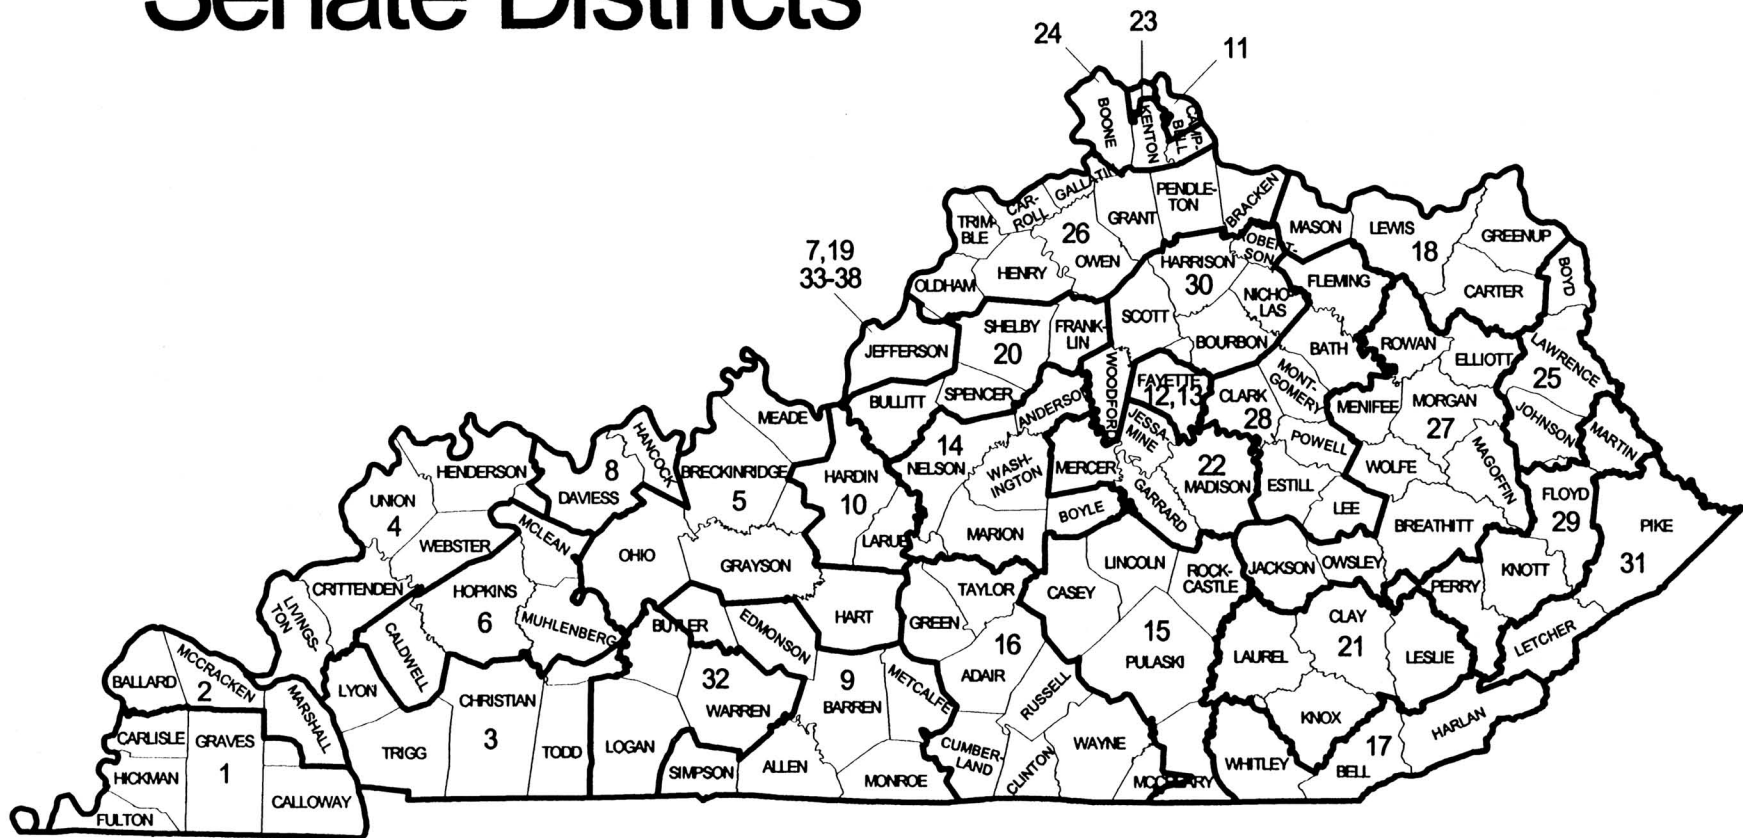 Senate Districts
23
24
11
BOONE
KENTON
CAMP-
BELL
GALLATIN
CAR-
ROLL
TRIM-
BLE
GRANT
PENDLE-
TON
BRACKEN
26
OWEN
HENRY
OLDHAM
MASON
LEWIS
18
GREENUP
ROBERT-
SON
HARRISON
30
NICHO-
LAS
FLEMING
CARTER
BOYD
7,19
33-38
JEFFERSON
SHELBY
20
FRANK-
LIN
SCOTT
BOURBON
BATH
ROWAN
ELLIOTT
LAWRENCE
25
BULLITT
SPENCER
ANDERSON
WOODFORD
FAYETTE
12,13
CLARK
28
MONT-
GOMERY
MENIFEE
MORGAN
27
JOHNSON
MARTIN
MEADE
HANCOCK
14
NELSON
WASH-
INGTON
MERCER
JESSA-
MINE
22
MADISON
POWELL
WOLFE
MAGOFFIN
HENDERSON
8
DAVIESS
BRECKINRIDGE
5
HARDIN
10
UNION
4
GARRARD
ESTILL
LEE
BREATHITT
FLOYD
29
PIKE
31
WEBSTER
MCLEAN
OHIO
GRAYSON
LARUE
MARION
BOYLE
LINCOLN
ROCK-
CASTLE
JACKSON
OWSLEY
PERRY
KNOTT
LIVINGS-
TON
CRITTENDEN
HOPKINS
6
MUHLENBERG
BUTLER
EDMONSON
HART
GREEN
TAYLOR
CASEY
15
PULASKI
CLAY
21
LAUREL
LESLIE
LETCHER
BALLARD
MCCRACKEN
2
MARSHALL
LYON
CALDWELL
CHRISTIAN
3
32
WARREN
9
BARREN
METCALFE
16
ADAIR
RUSSELL
KNOX
HARLAN
CARLISLE
GRAVES
1
HICKMAN
FULTON
CALLOWAY
TRIGG
TODD
LOGAN
SIMPSON
ALLEN
MONROE
CUMBER-
LAND
CLINTON
WAYNE
MCCREARY
WHITLEY
17
BELL